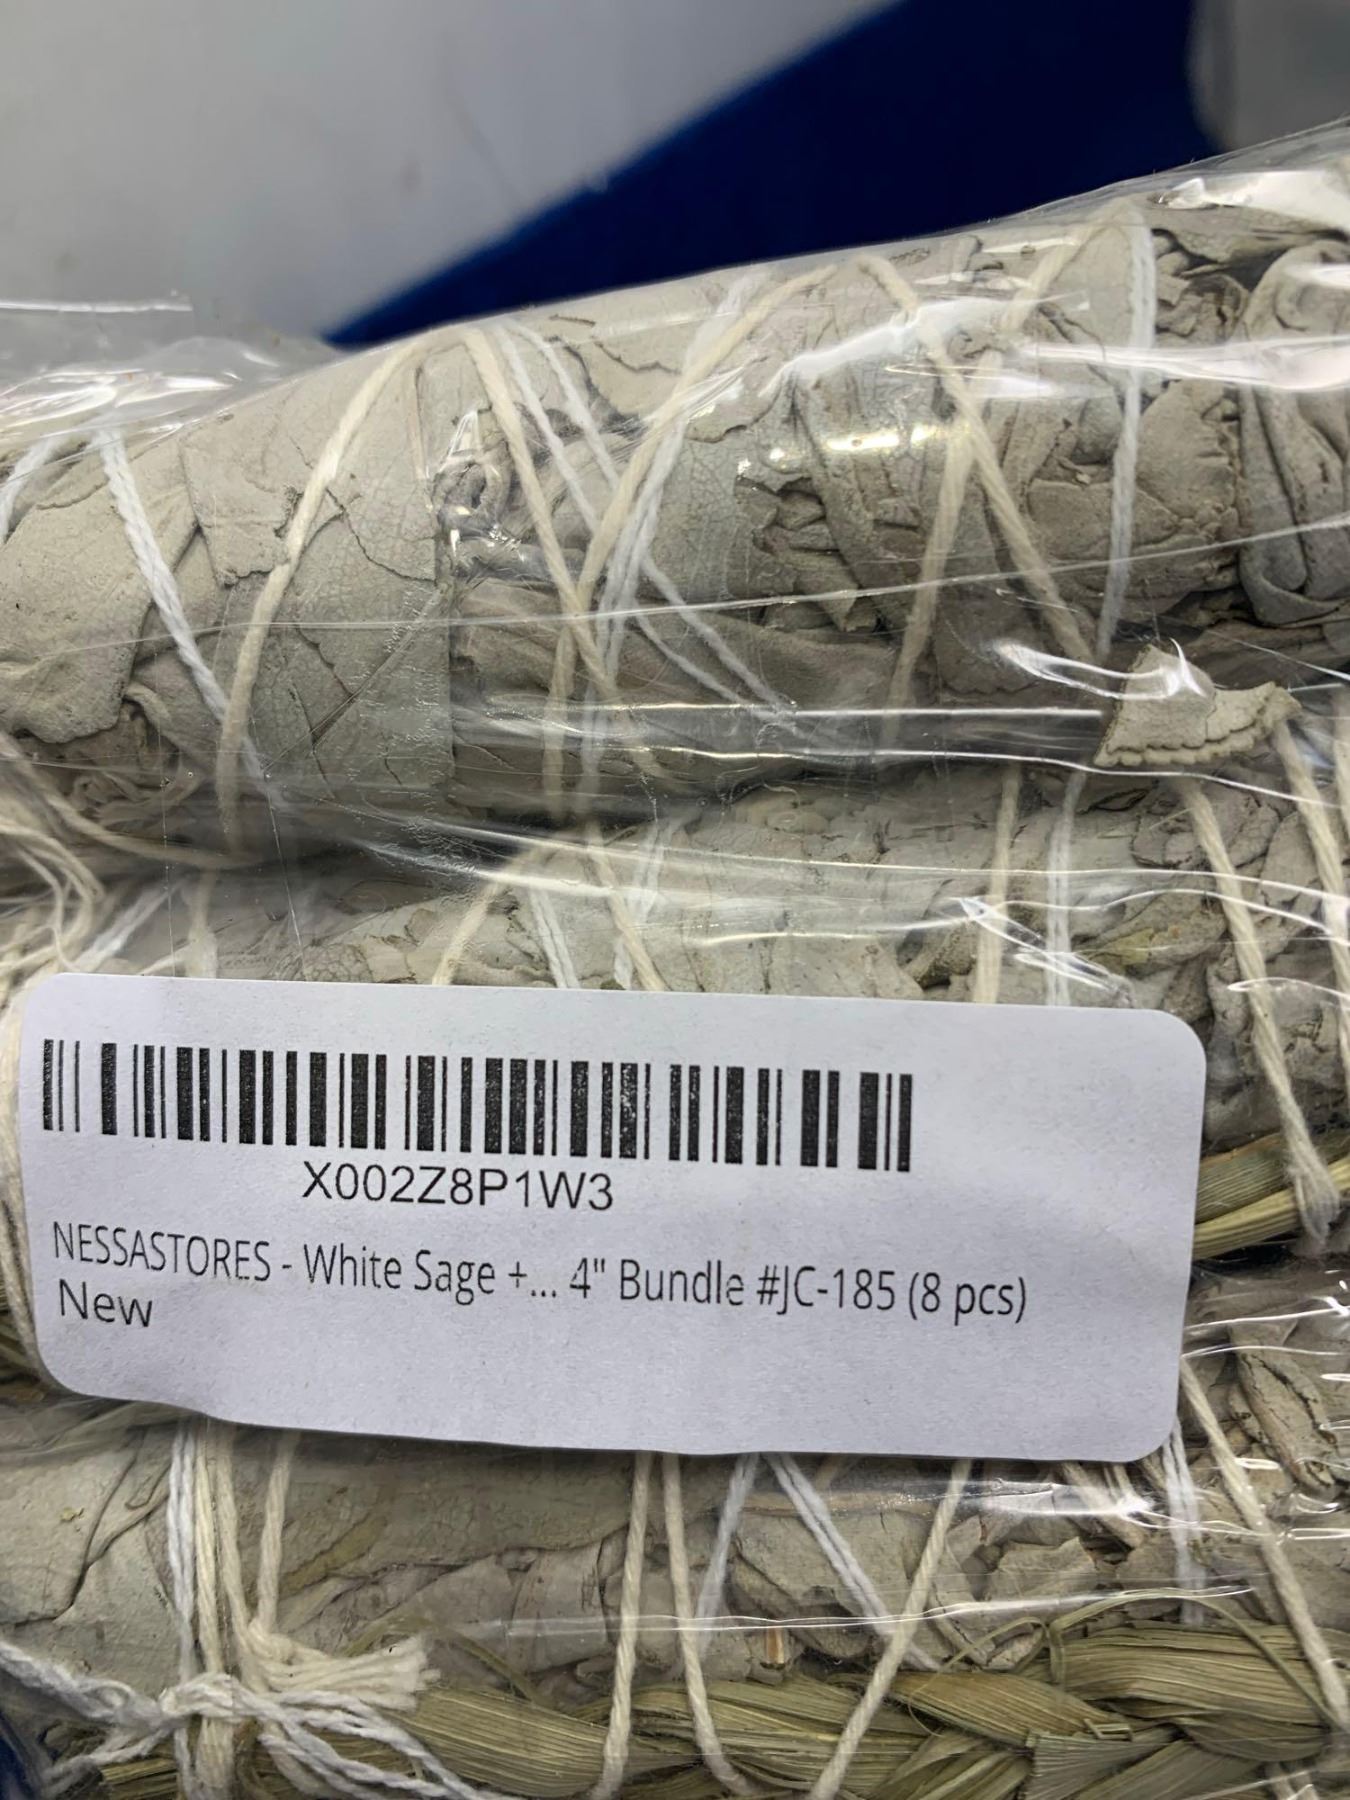 X002Z8P1W3
NESSASTORES - White Sage +... 4" Bundle #JC-185 (8 pcs)
New